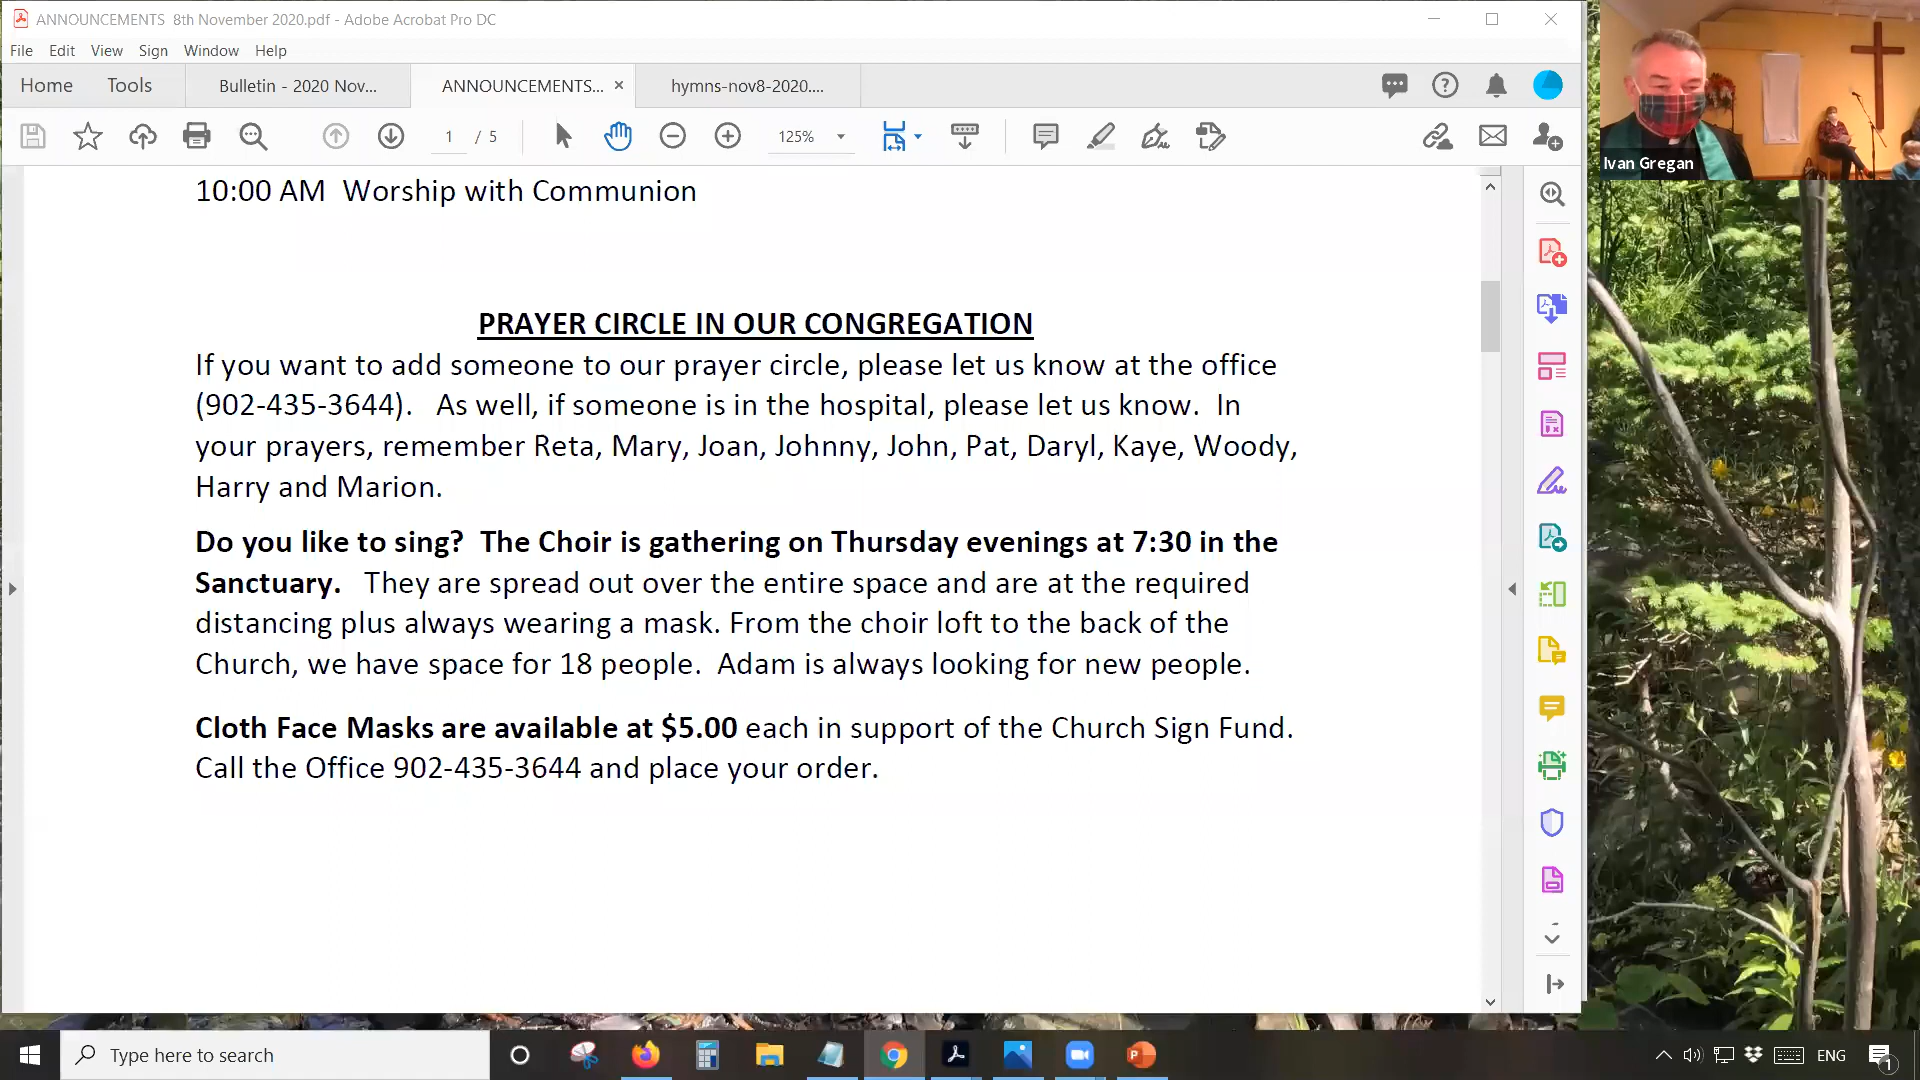 ANNOUNCEMENTS 8th November 2020.pdf - Adobe Acrobat Pro DC
File Edit View Sign Window Help
Home Tools Bulletin - 2020 Nov... ANNOUNCEMENTS... × hymns-nov8-2020....
1 / 5 125%
Ivan Gregan
10:00 AM Worship with Communion
PRAYER CIRCLE IN OUR CONGREGATION
If you want to add someone to our prayer circle, please let us know at the office
(902-435-3644). As well, if someone is in the hospital, please let us know. In
your prayers, remember Reta, Mary, Joan, Johnny, John, Pat, Daryl, Kaye, Woody,
Harry and Marion.
Do you like to sing? The Choir is gathering on Thursday evenings at 7:30 in the
Sanctuary. They are spread out over the entire space and are at the required
distancing plus always wearing a mask. From the choir loft to the back of the
Church, we have space for 18 people. Adam is always looking for new people.
Cloth Face Masks are available at $5.00 each in support of the Church Sign Fund.
Call the Office 902-435-3644 and place your order.
Type here to search
ENG
1